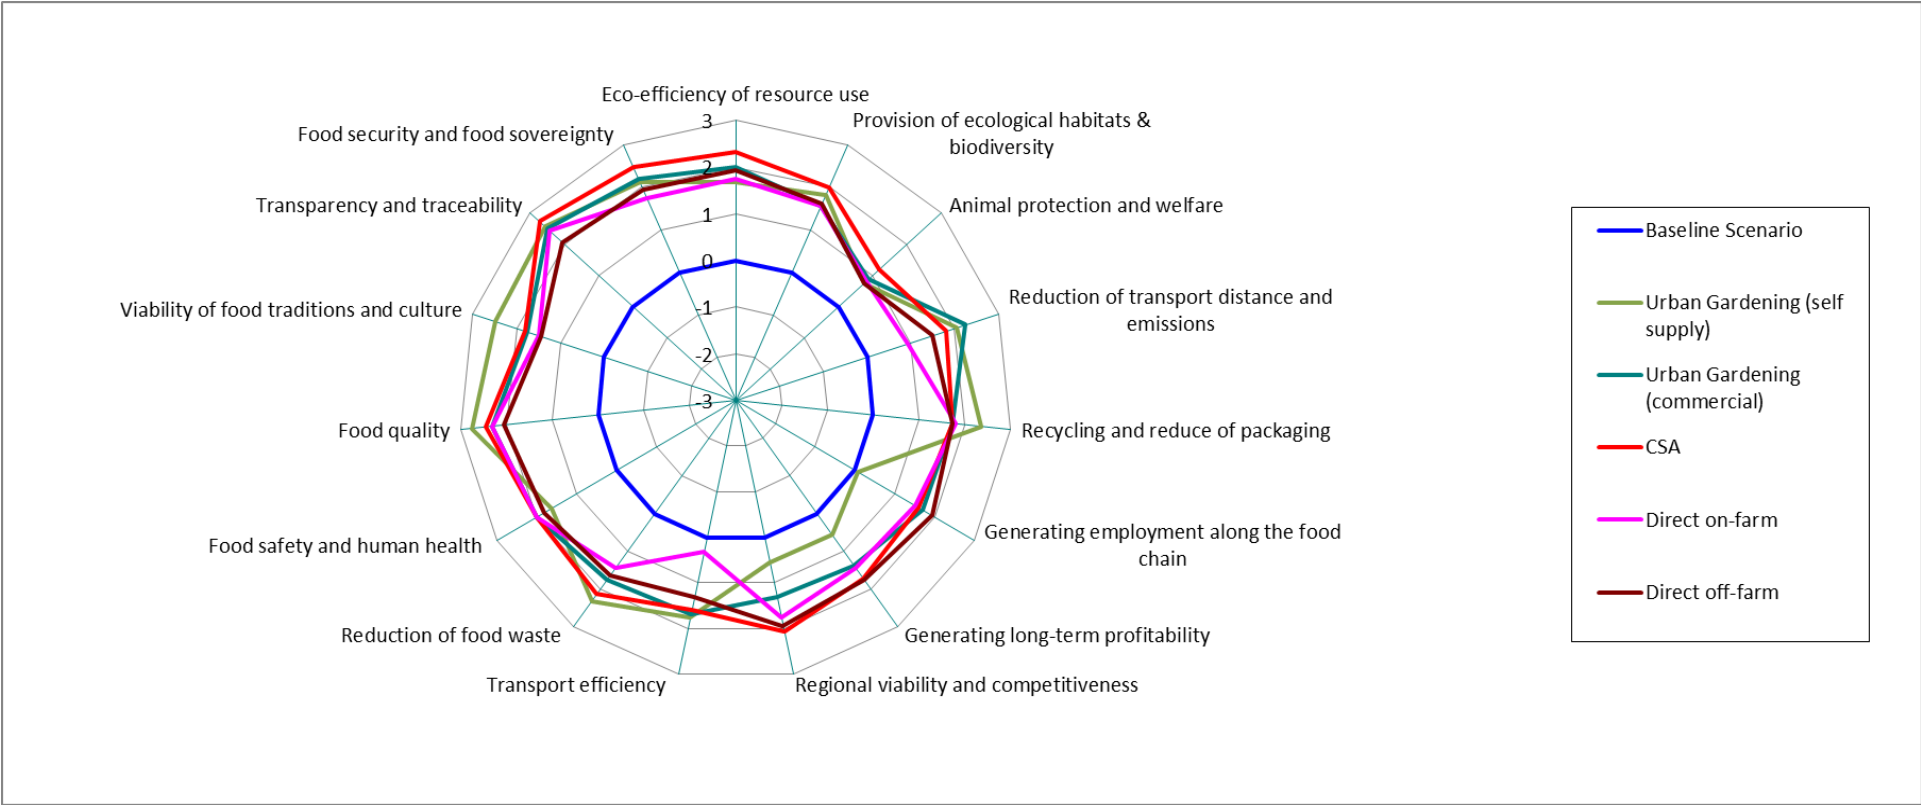 Eco-efficiency of resource use
Provision of ecological habitats &
biodiversity
Animal protection and welfare
Reduction of transport distance and
emissions
Recycling and reduce of packaging
Generating employment along the food
chain
Generating long-term profitability
Regional viability and competitiveness
Transport efficiency
Reduction of food waste
Food safety and human health
Food quality
Viability of food traditions and culture
Transparency and traceability
Food security and food sovereignty
3
2
1
0
-1
-2
-3
Baseline Scenario
Urban Gardening (self
supply)
Urban Gardening
(commercial)
CSA
Direct on-farm
Direct off-farm